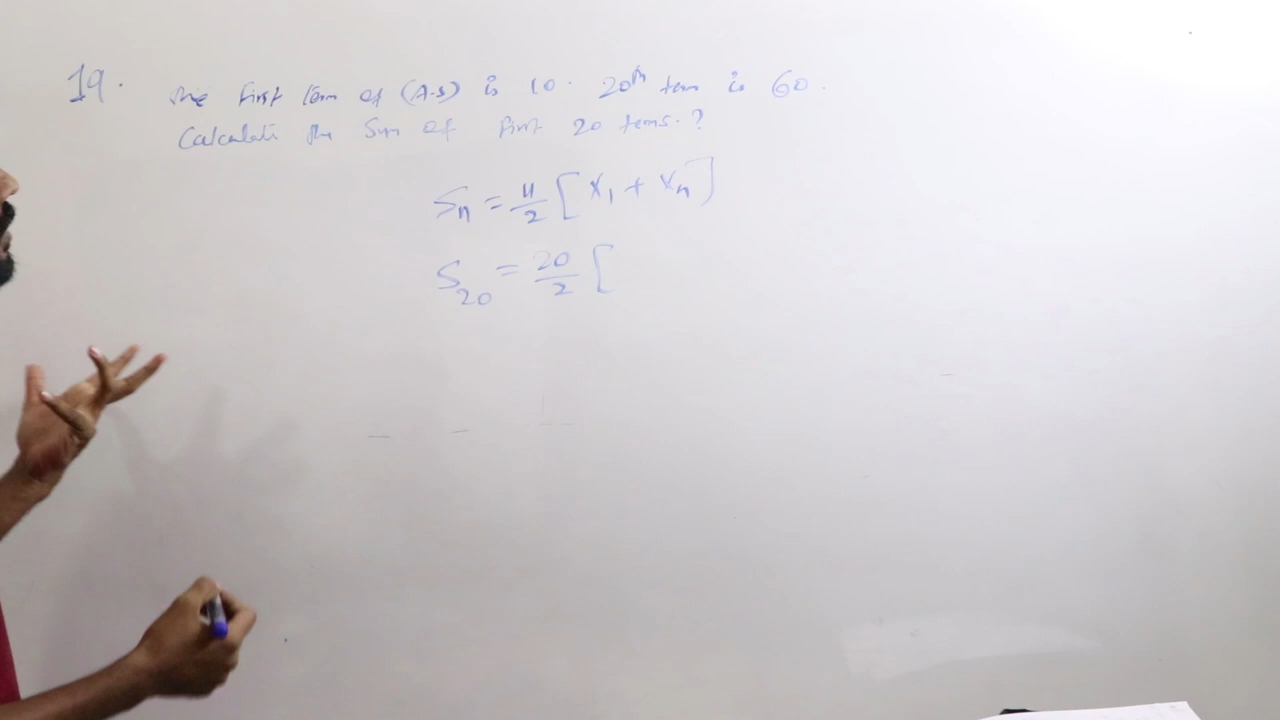 19. The first term of (A.S) is 10. 20th term is 60.
Calculate the Sum of first 20 terms.?
Sn = n/2 [x₁ + xn]
S20 = 20/2 [